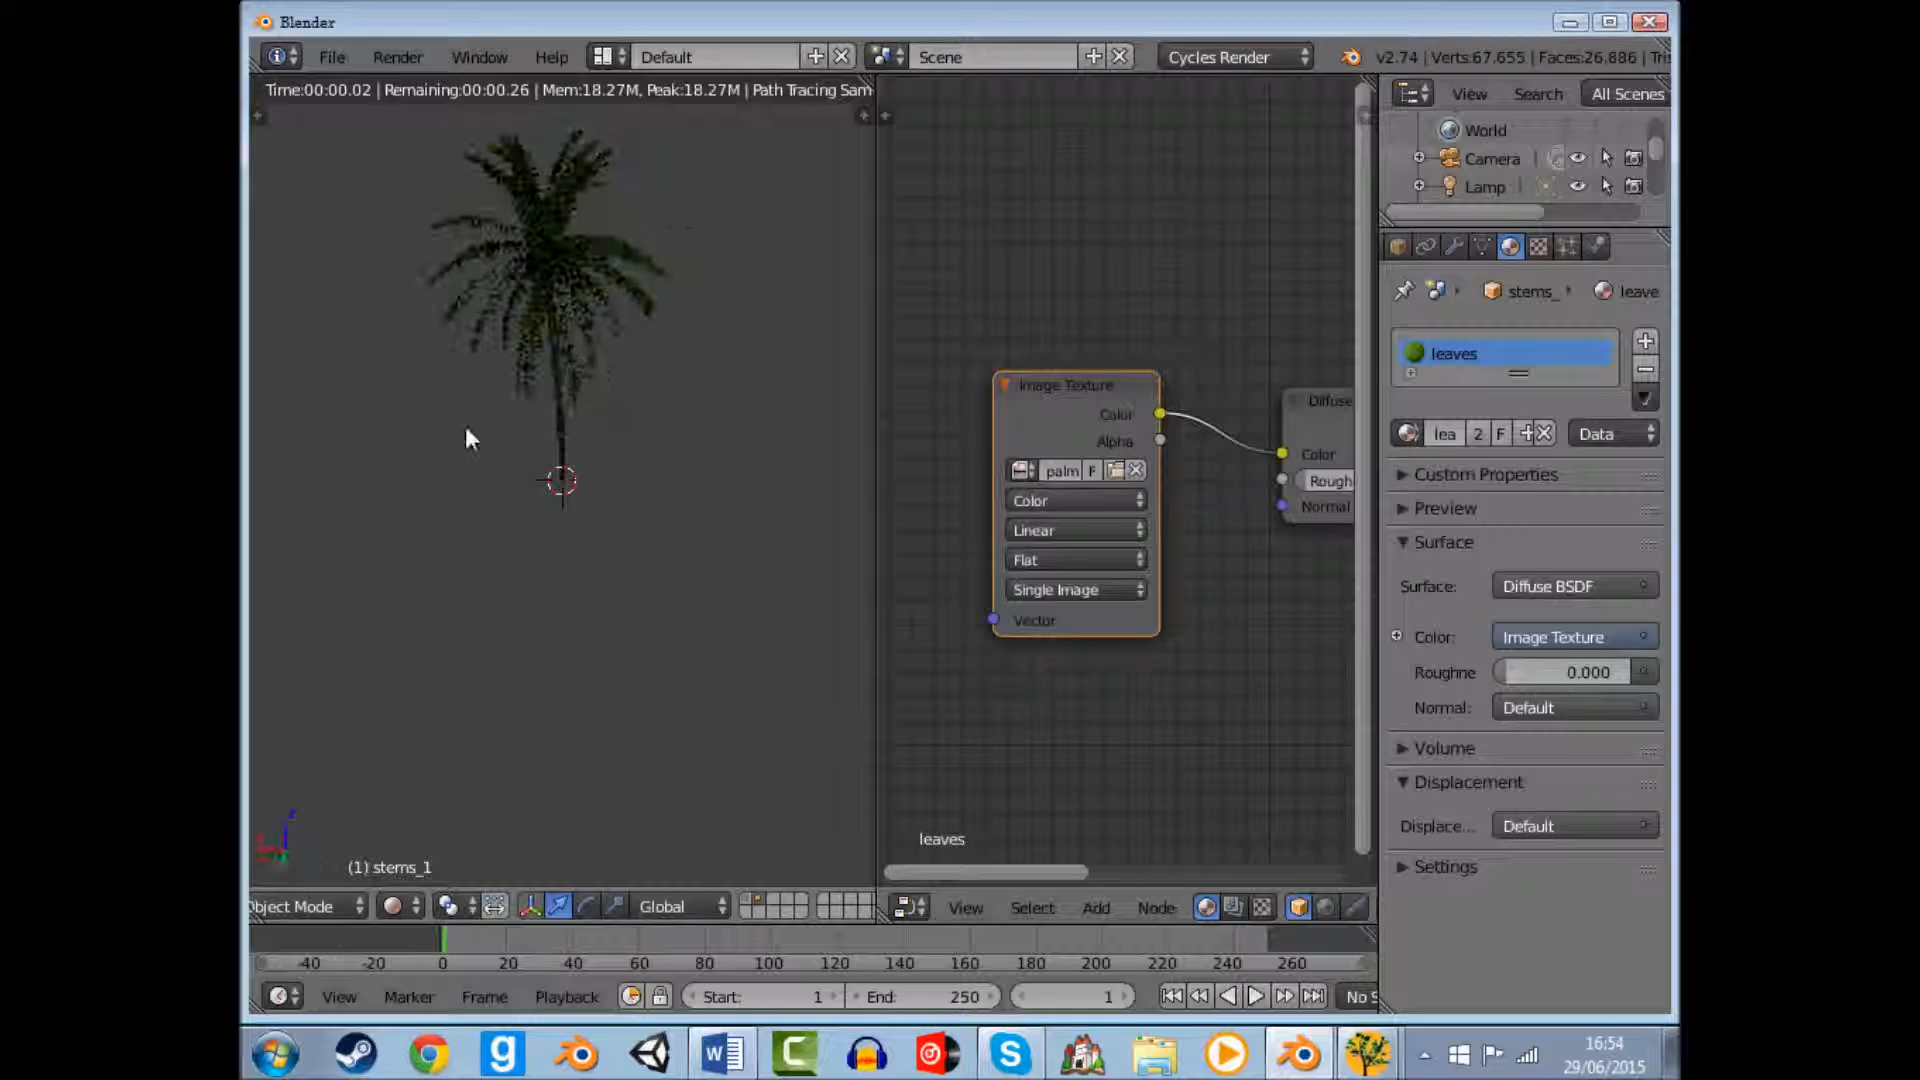 Blender
File Render Window Help Default Scene Cycles Render v2.74 | Verts:67.655 | Faces:26.886 | Tris
Time:00:00.02 | Remaining:00:00.26 | Mem:18.27M, Peak:18.27M | Path Tracing Sam
View Search All Scenes
World
Camera
Lamp
stems_ leave
leaves
lea 2 F Data
Custom Properties
Preview
Surface
Surface: Diffuse BSDF
Color: Image Texture
Roughne 0.000
Normal: Default
Volume
Displacement
Displace... Default
Settings
Image Texture
Color
Alpha
palm F
Color
Linear
Flat
Single Image
Vector
Diffuse
Color
Rough
Normal
leaves
z
(1) stems_1
Object Mode Global
View Select Add Node
-40 -20 0 20 40 60 80 100 120 140 160 180 200 220 240 260
View Marker Frame Playback Start: 1 End: 250 1 No S
16:54
29/06/2015